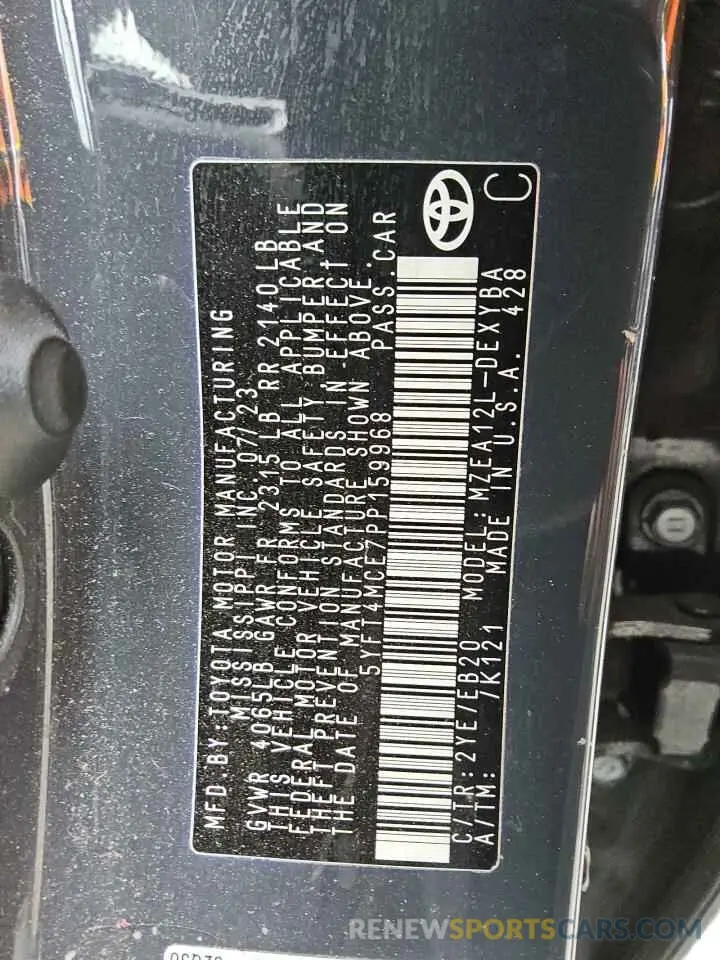 MFD.BY:TOYOTA MOTOR MANUFACTURING
MISSISSIPPI INC.07/23
GVWR 4065LB GAWR FR 2315 LB RR 2140LB
THIS VEHICLE CONFORMS TO ALL APPLICABLE
FEDERAL MOTOR VEHICLE SAFETY,BUMPER AND
THEFT PREVENTION STANDARDS IN EFFECT ON
THE DATE OF MANUFACTURE SHOWN ABOVE.
5YFT4MCE7PP159968 PASS.CAR
C/TR:2YE/EB20 MODEL:MZEA12L-DEXYBA
A/TM: /K121 MADE IN U.S.A. 428
C
RENEWSPORTSCARS.COM